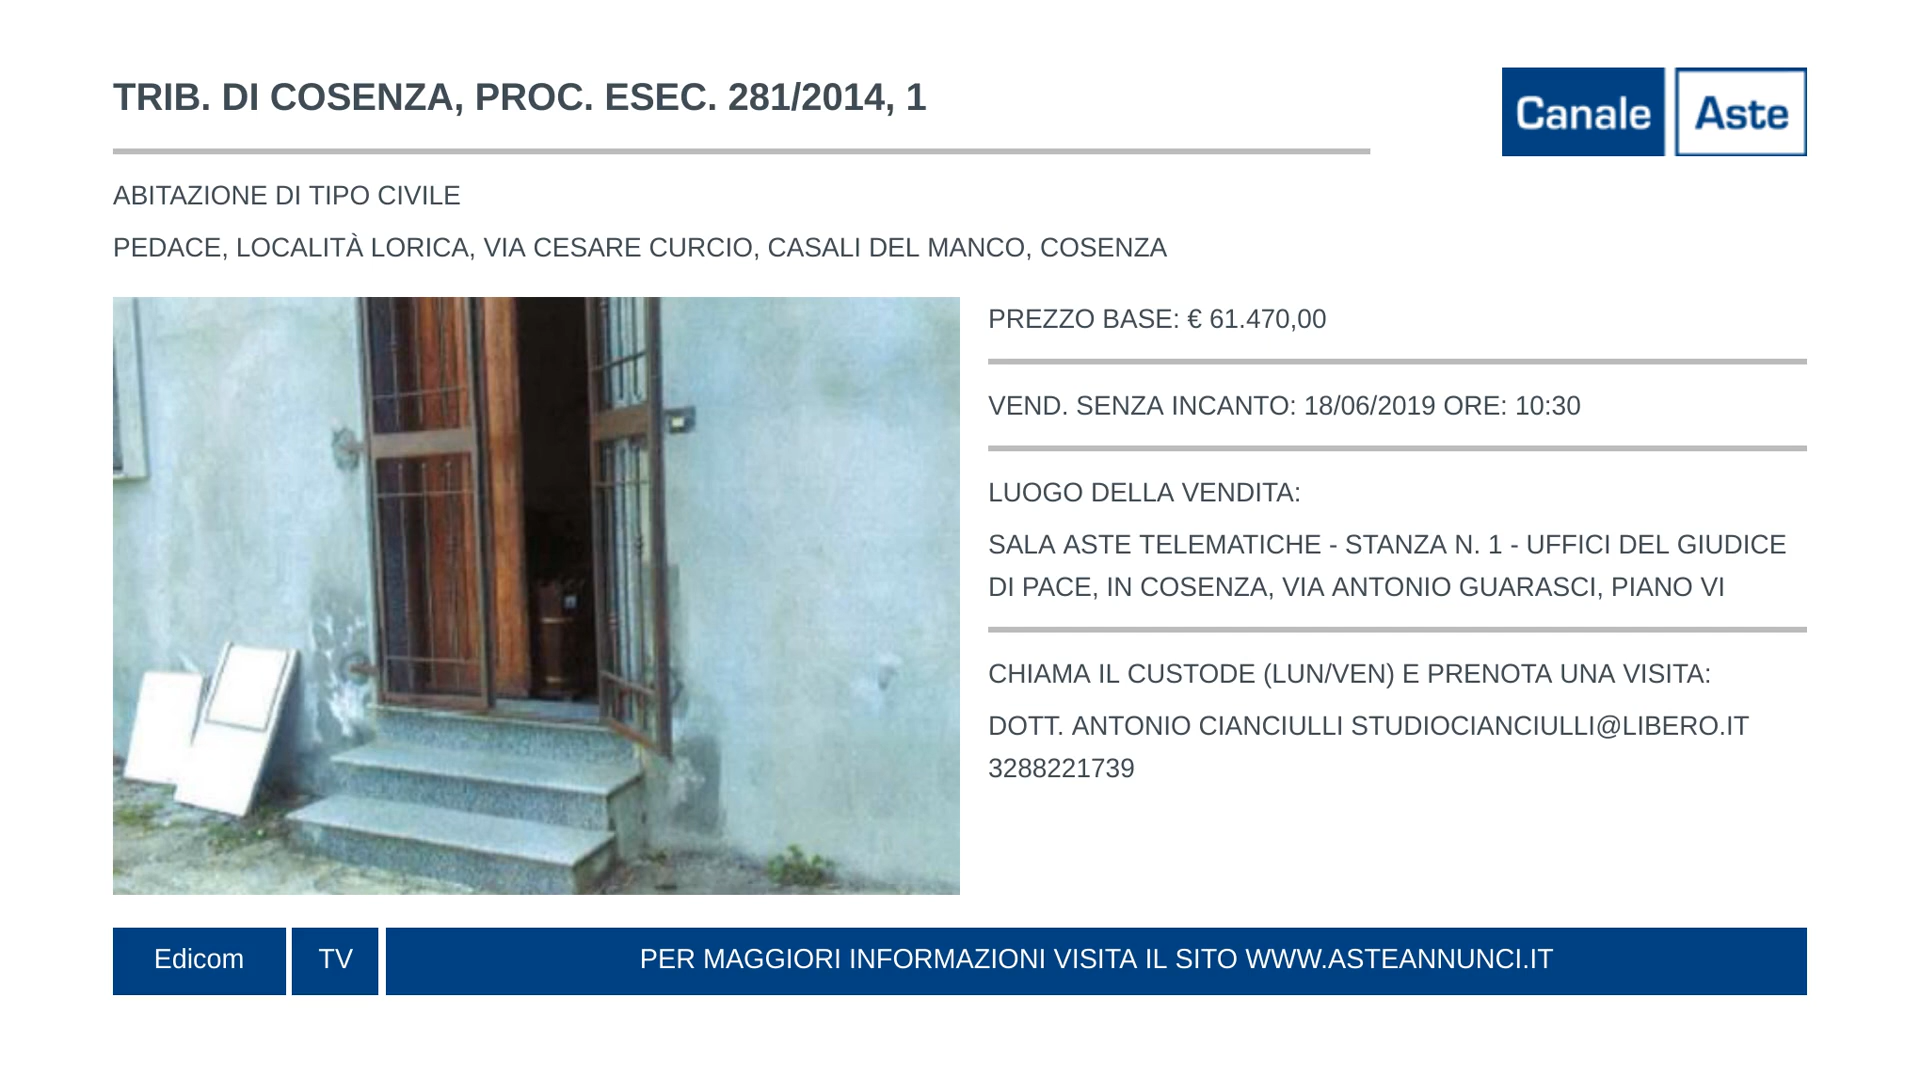 TRIB. DI COSENZA, PROC. ESEC. 281/2014, 1
Canale Aste
ABITAZIONE DI TIPO CIVILE
PEDACE, LOCALITÀ LORICA, VIA CESARE CURCIO, CASALI DEL MANCO, COSENZA
PREZZO BASE: € 61.470,00
VEND. SENZA INCANTO: 18/06/2019 ORE: 10:30
LUOGO DELLA VENDITA:
SALA ASTE TELEMATICHE - STANZA N. 1 - UFFICI DEL GIUDICE
DI PACE, IN COSENZA, VIA ANTONIO GUARASCI, PIANO VI
CHIAMA IL CUSTODE (LUN/VEN) E PRENOTA UNA VISITA:
DOTT. ANTONIO CIANCIULLI STUDIOCIANCIULLI@LIBERO.IT
3288221739
Edicom TV PER MAGGIORI INFORMAZIONI VISITA IL SITO WWW.ASTEANNUNCI.IT